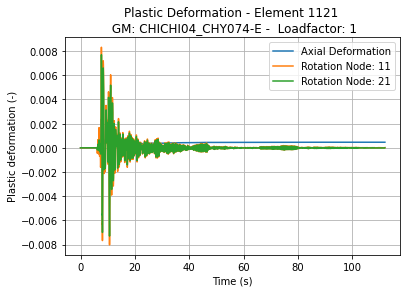 Plastic Deformation - Element 1121
GM: CHICHI04_CHY074-E -  Loadfactor: 1
Axial Deformation
Rotation Node: 11
Rotation Node: 21
Plastic deformation (-)
0.008
0.006
0.004
0.002
0.000
−0.002
−0.004
−0.006
−0.008
0 20 40 60 80 100
Time (s)